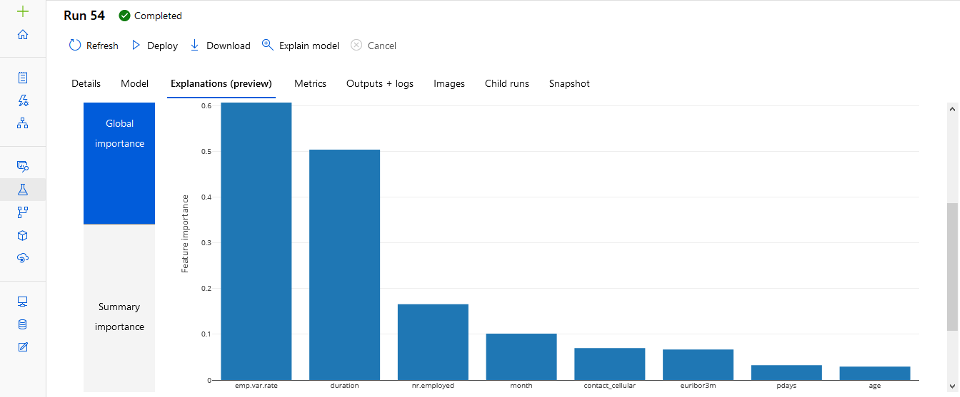 Run 54 Completed
Refresh Deploy Download Explain model Cancel
Details Model Explanations (preview) Metrics Outputs + logs Images Child runs Snapshot
Global
importance
Summary
importance
Feature importance
0.6
0.5
0.4
0.3
0.2
0.1
0
emp.var.rate duration nr.employed month contact_cellular euribor3m pdays age